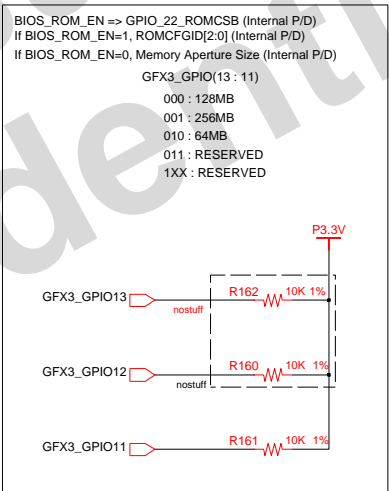 BIOS_ROM_EN => GPIO_22_ROMCSB (Internal P/D)
If BIOS_ROM_EN=1, ROMCFGID[2:0] (Internal P/D)
If BIOS_ROM_EN=0, Memory Aperture Size (Internal P/D)
GFX3_GPIO(13 : 11)
000 : 128MB
001 : 256MB
010 : 64MB
011 : RESERVED
1XX : RESERVED
P3.3V
GFX3_GPIO13 R162 10K 1%
nostuff
GFX3_GPIO12 R160 10K 1%
nostuff
GFX3_GPIO11 R161 10K 1%